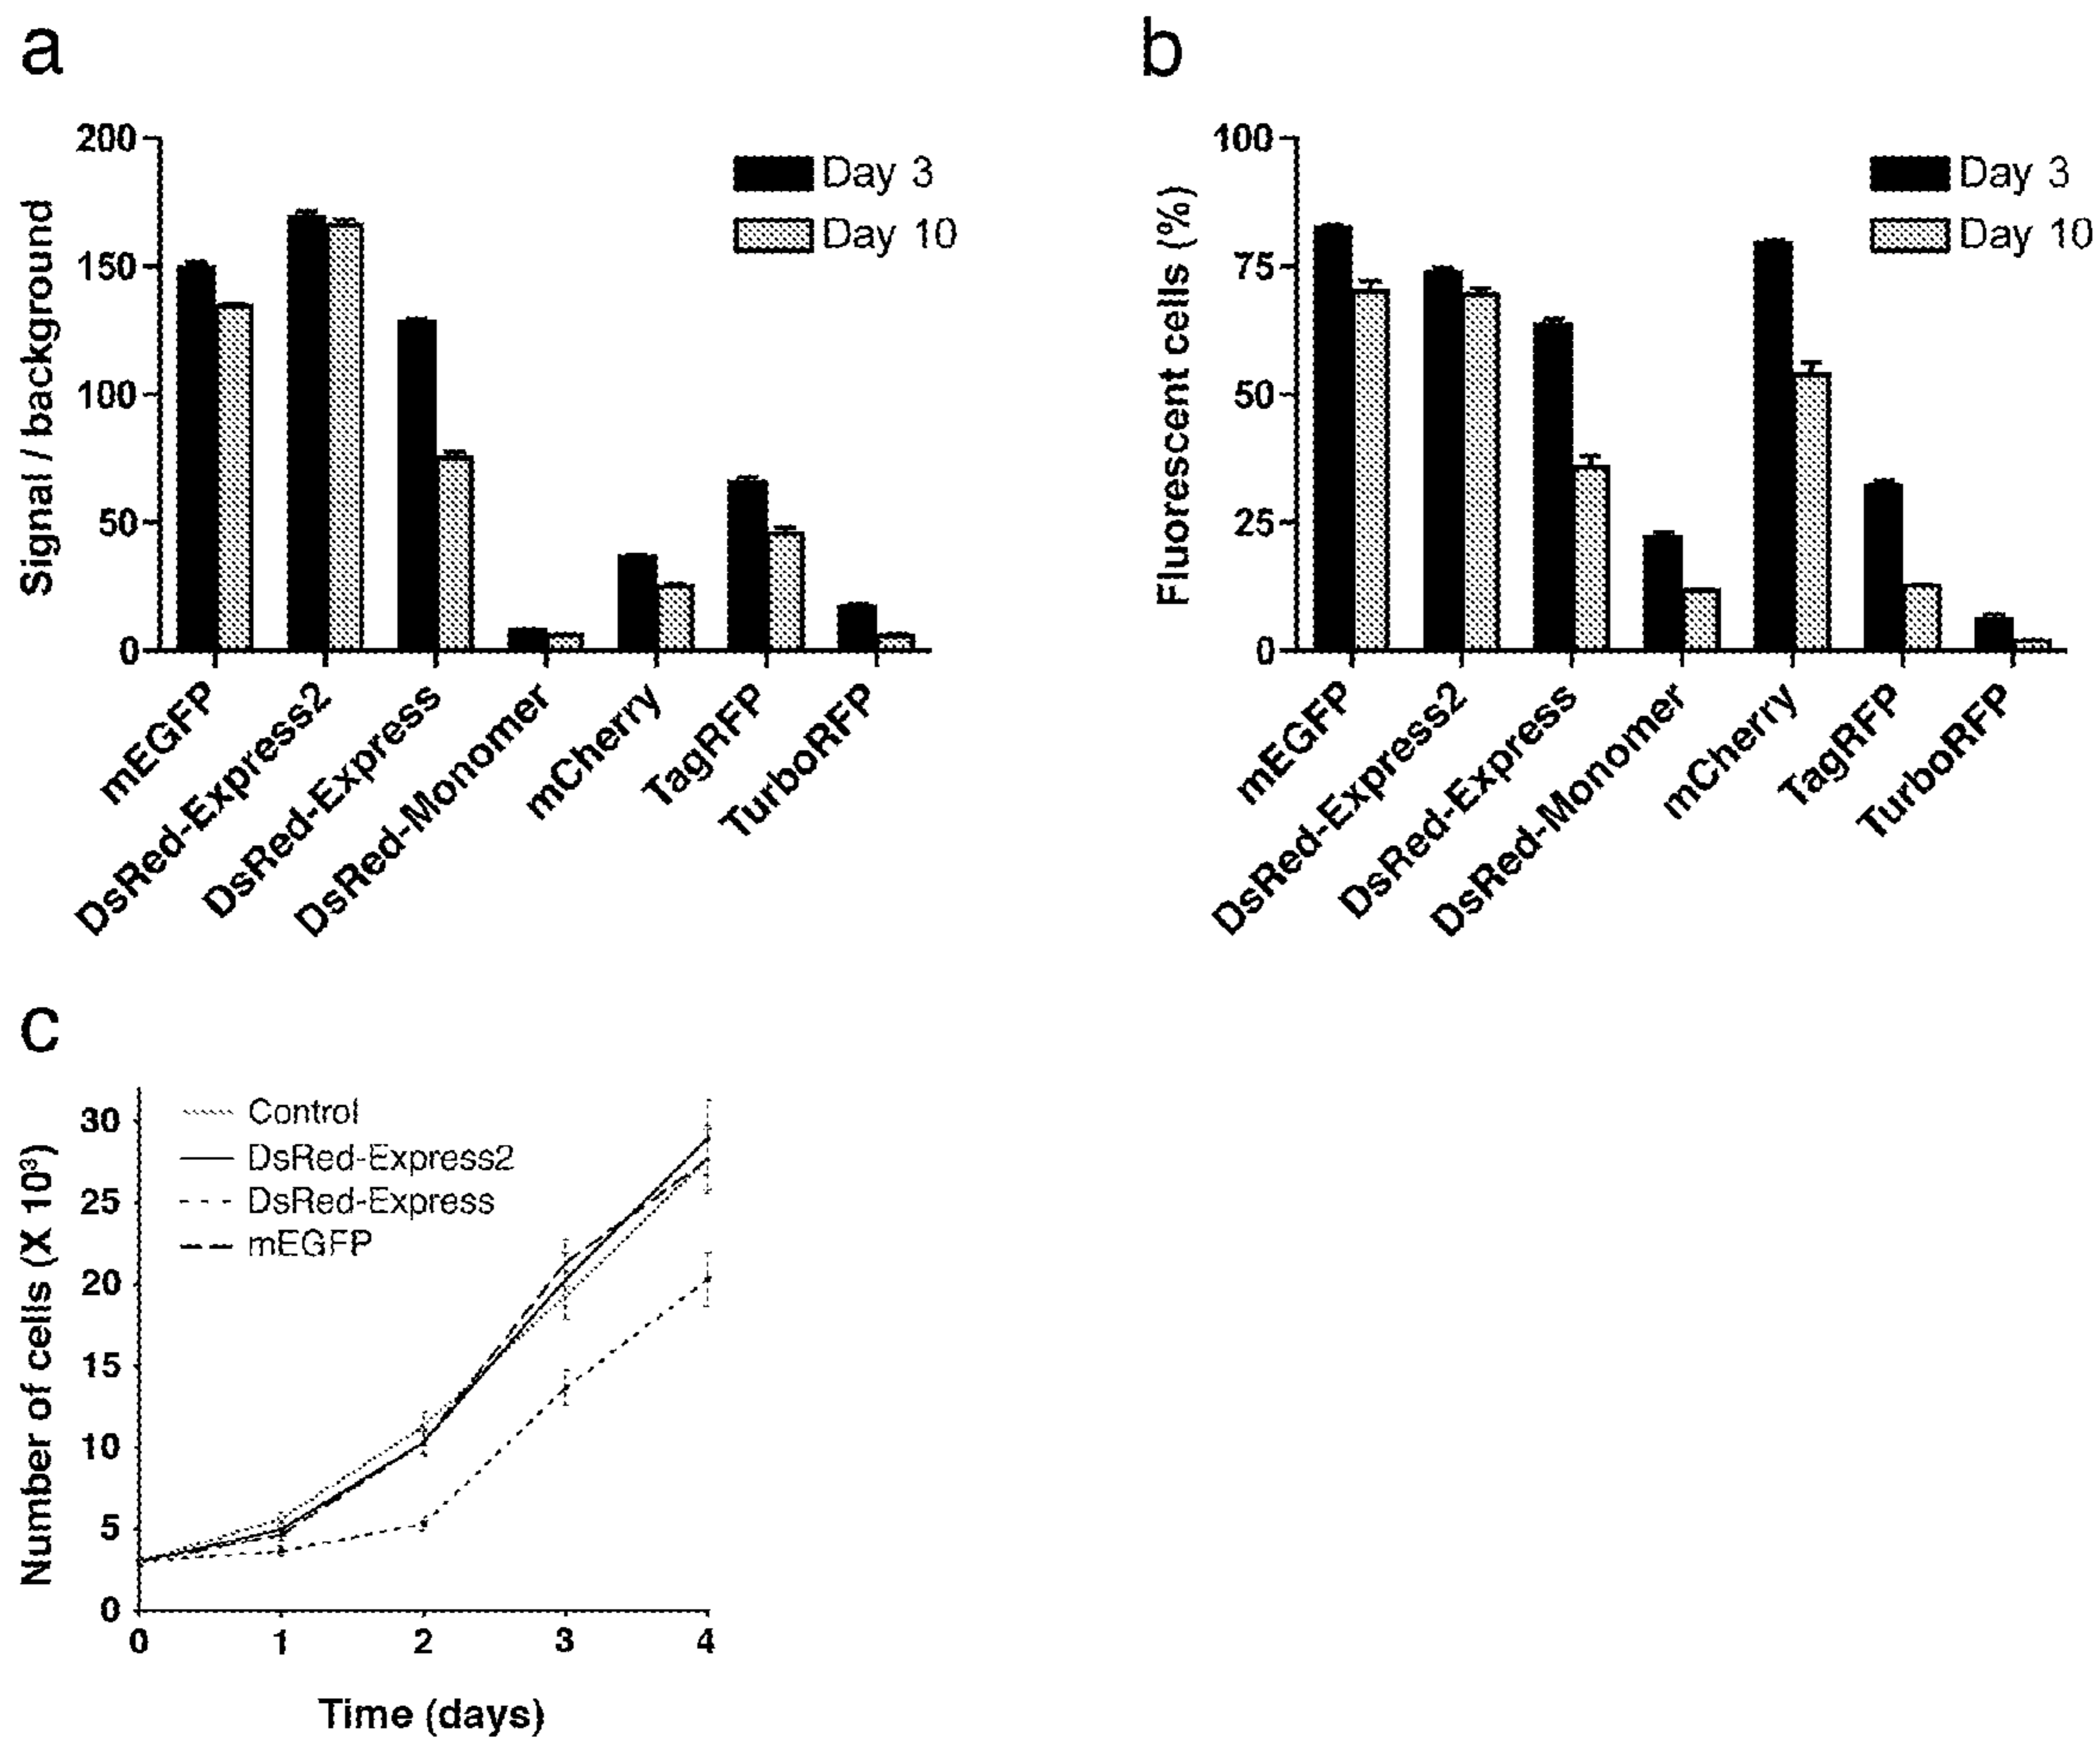 a
200
150
100
50
0
Signal / background
Day 3
Day 10
mEGFP
DsRed-Express2
DsRed-Express
DsRed-Monomer
mCherry
TagRFP
TurboRFP
b
100
75
50
25
0
Fluorescent cells (%)
Day 3
Day 10
mEGFP
DsRed-Express2
DsRed-Express
DsRed-Monomer
mCherry
TagRFP
TurboRFP
c
30
25
20
15
10
5
0
Number of cells (X 10³)
Control
DsRed-Express2
DsRed-Express
mEGFP
0 1 2 3 4
Time (days)